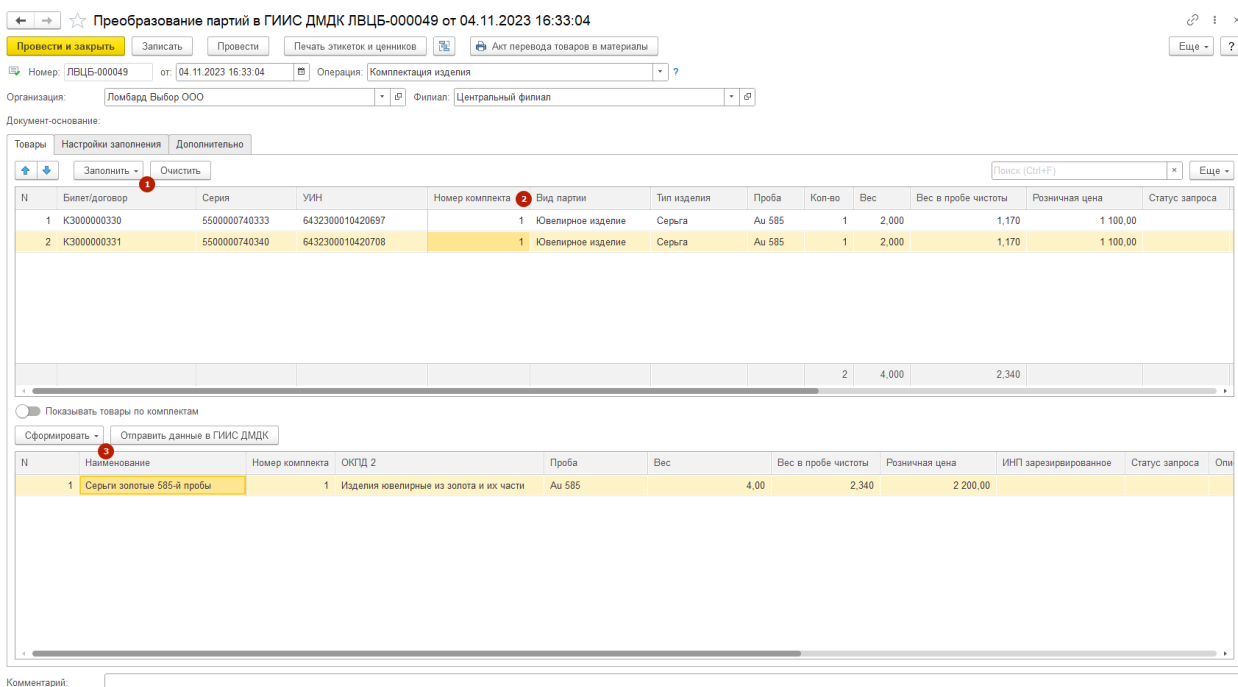 Преобразование партий в ГИИС ДМДК ЛВЦБ-000049 от 04.11.2023 16:33:04
Провести и закрыть Записать Провести Печать этикеток и ценников Акт перевода товаров в материалы Еще ?
Номер: ЛВЦБ-000049 от: 04.11.2023 16:33:04 Операция: Комплектация изделия ?
Организация: Ломбард Выбор ООО Филиал: Центральный филиал
Документ-основание:
Товары Настройки заполнения Дополнительно
Заполнить Очистить Поиск (Ctrl+F) × Еще
1
N Билет/договор Серия УИН Номер комплекта 2 Вид партии Тип изделия Проба Кол-во Вес Вес в пробе чистоты Розничная цена Статус запроса
1 К3000000330 5500000740333 6432300010420697 1 Ювелирное изделие Серьга Au 585 1 2,000 1,170 1 100,00
2 К3000000331 5500000740340 6432300010420708 1 Ювелирное изделие Серьга Au 585 1 2,000 1,170 1 100,00
2 4,000 2,340
Показывать товары по комплектам
Сформировать Отправить данные в ГИИС ДМДК
3
N Наименование Номер комплекта ОКПД 2 Проба Вес Вес в пробе чистоты Розничная цена ИНП зарезирвированное Статус запроса Опи
1 Серьги золотые 585-й пробы 1 Изделия ювелирные из золота и их части Au 585 4,00 2,340 2 200,00
Комментарий: